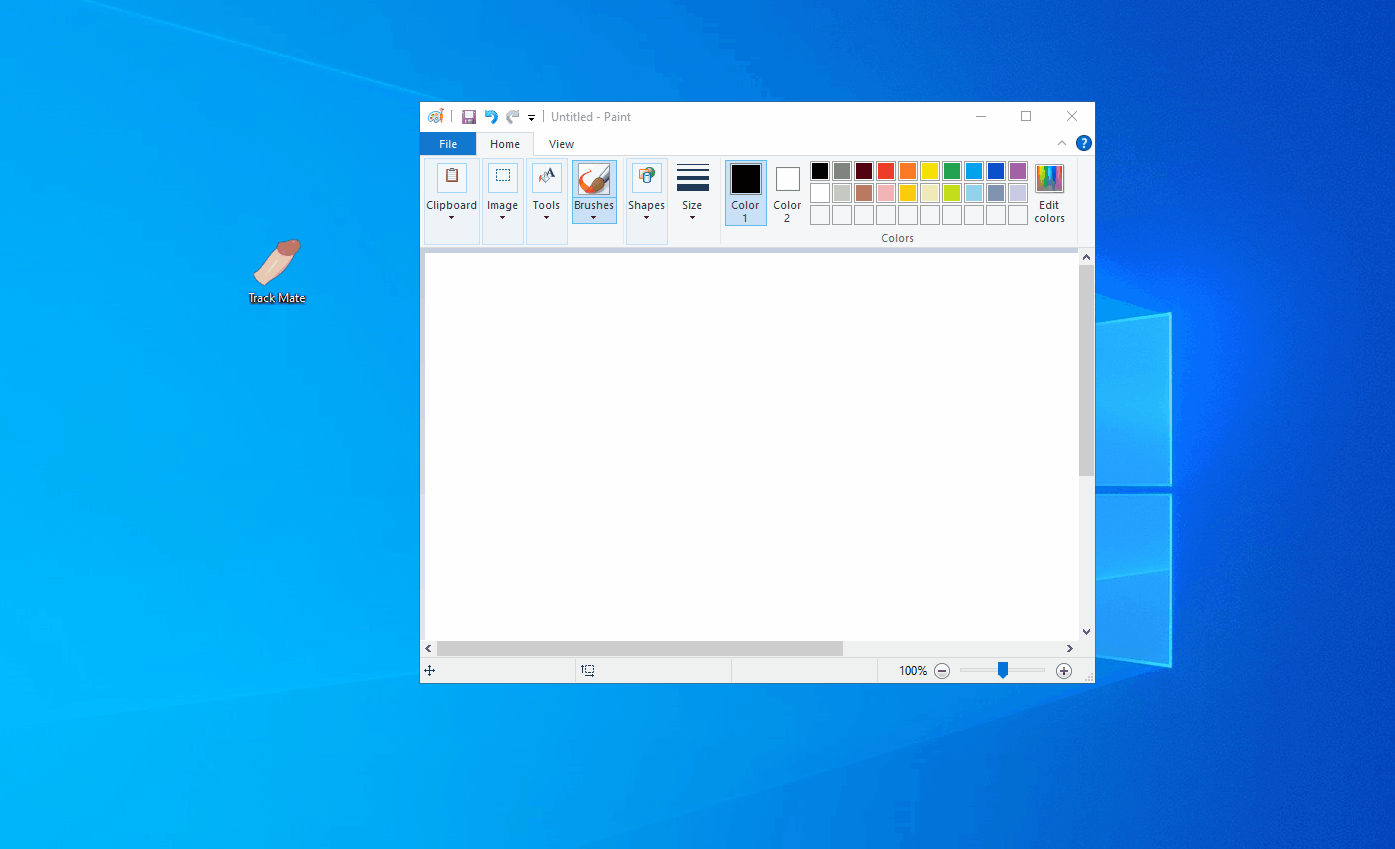 Untitled - Paint
File Home View
?
Clipboard Image Tools Brushes Shapes Size Color 1 Color 2 Edit colors
Colors
Track Mate
100%